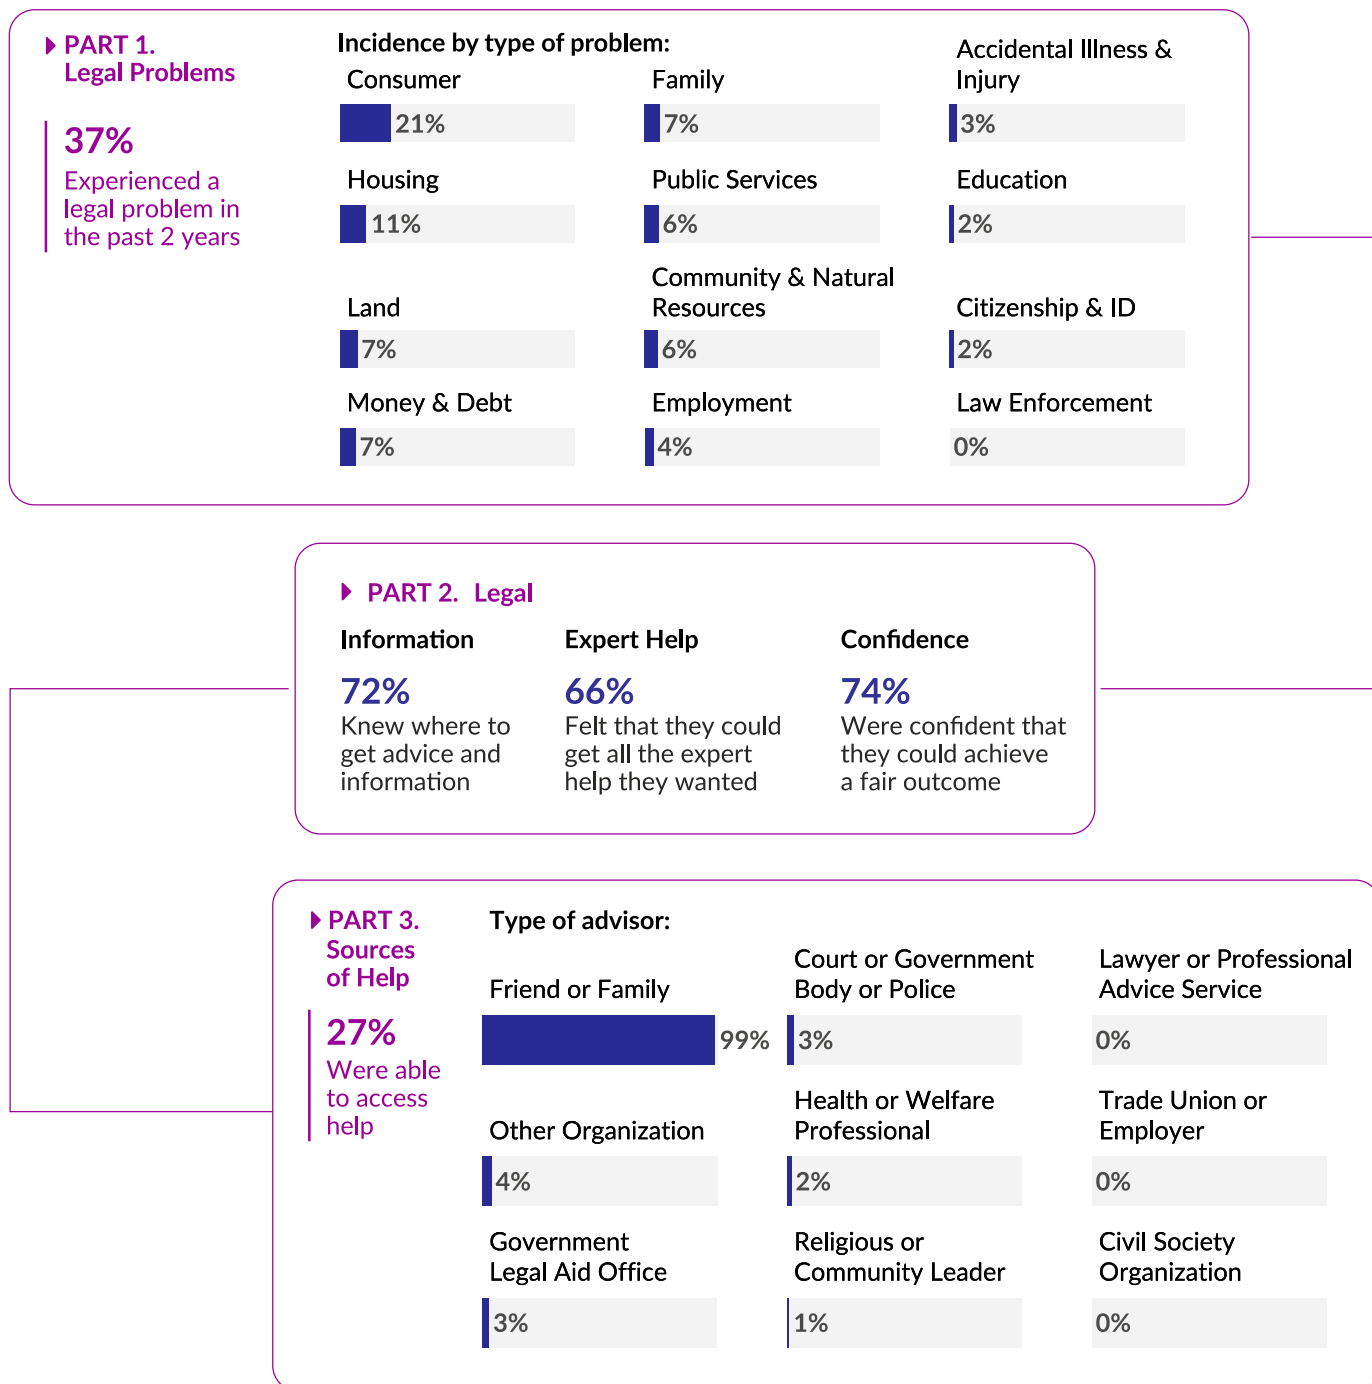 PART 1.
Legal Problems
37%
Experienced a
legal problem in
the past 2 years
Incidence by type of problem:
Consumer
21%
Family
7%
Accidental Illness &
Injury
3%
Housing
11%
Public Services
6%
Education
2%
Land
7%
Community & Natural
Resources
6%
Citizenship & ID
2%
Money & Debt
7%
Employment
4%
Law Enforcement
0%
PART 2. Legal
Information
72%
Knew where to
get advice and
information
Expert Help
66%
Felt that they could
get all the expert
help they wanted
Confidence
74%
Were confident that
they could achieve
a fair outcome
PART 3.
Sources
of Help
27%
Were able
to access
help
Type of advisor:
Friend or Family
99%
Court or Government
Body or Police
3%
Lawyer or Professional
Advice Service
0%
Other Organization
4%
Health or Welfare
Professional
2%
Trade Union or
Employer
0%
Government
Legal Aid Office
3%
Religious or
Community Leader
1%
Civil Society
Organization
0%